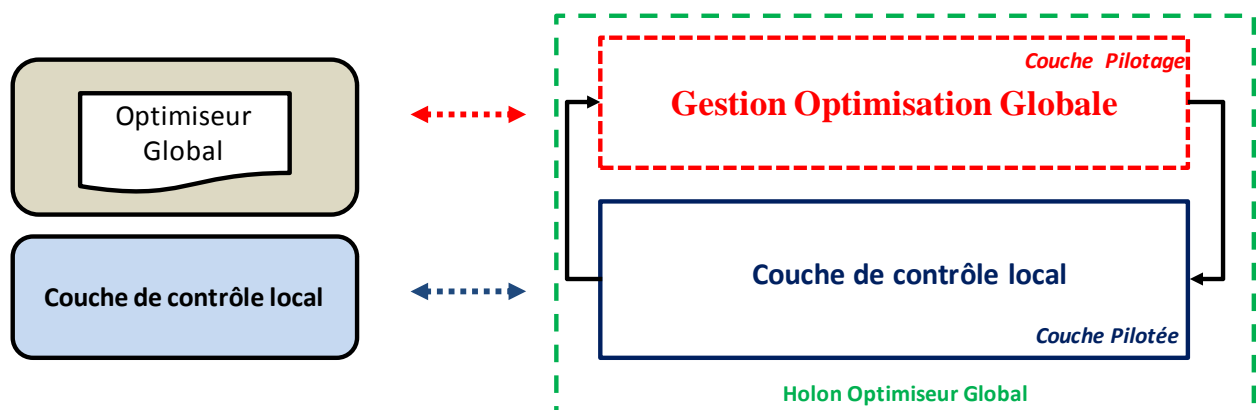 Optimiseur
Global
Couche de contrôle local
Couche Pilotage
Gestion Optimisation Globale
Couche de contrôle local
Couche Pilotée
Holon Optimiseur Global